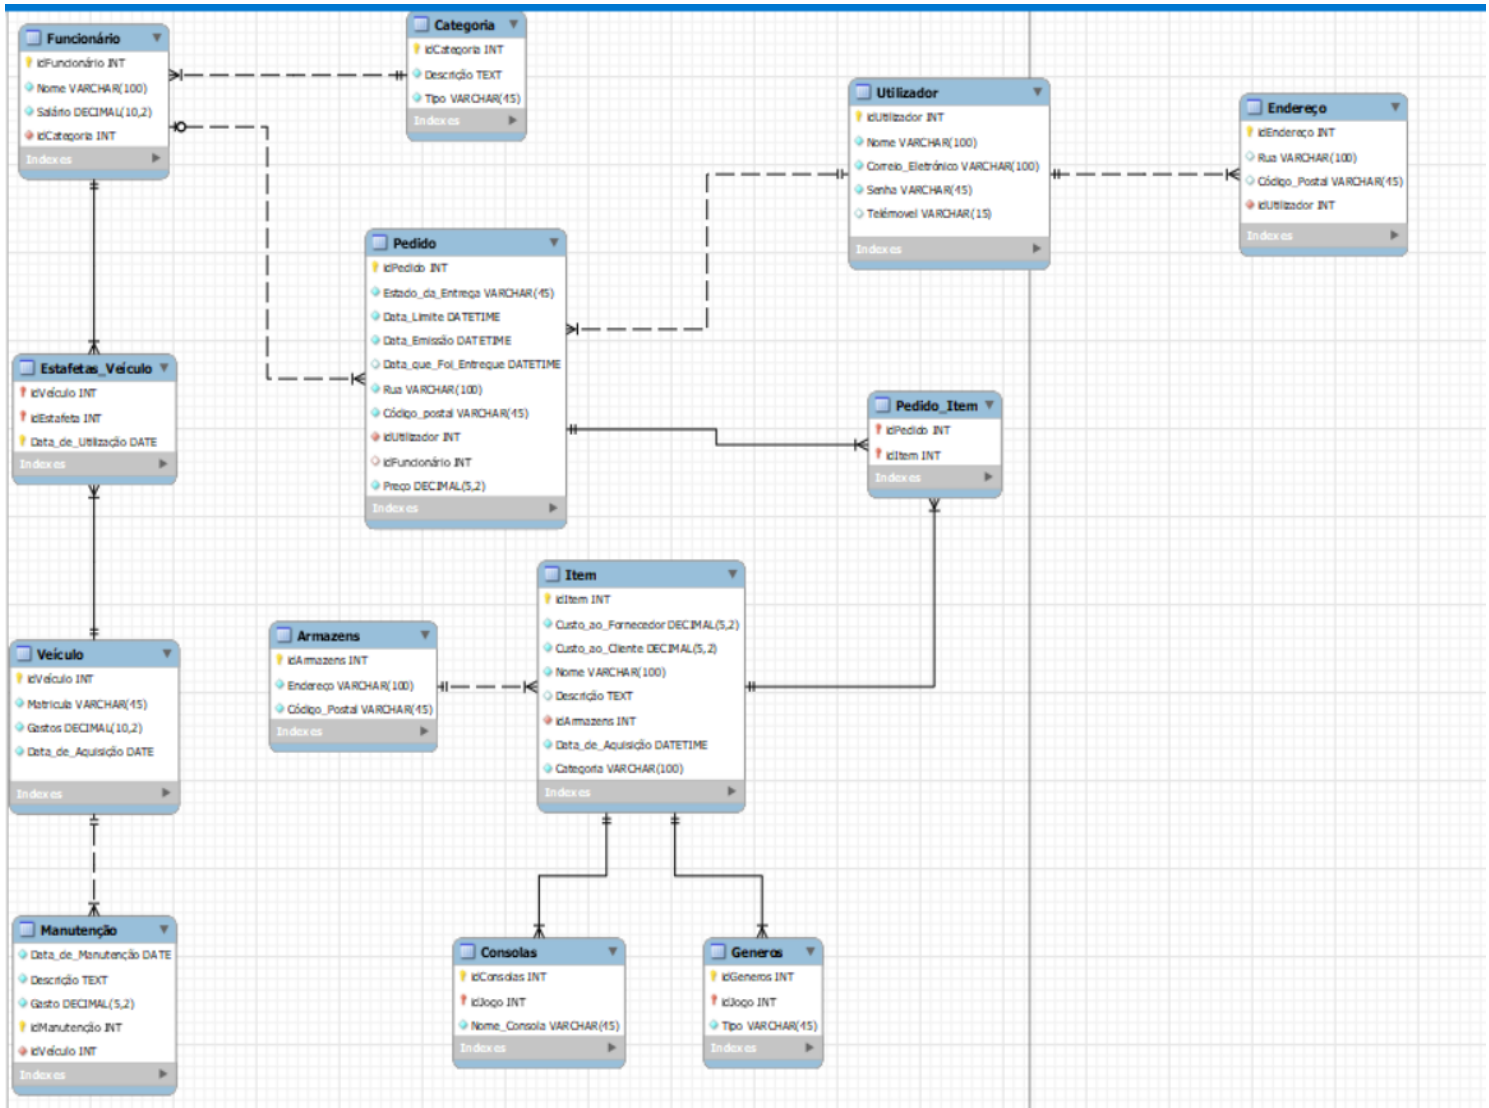 Funcionário
idFuncionário INT
Nome VARCHAR(100)
Salário DECIMAL(10,2)
idCategoria INT
Indexes
Categoria
idCategoria INT
Descrição TEXT
Tipo VARCHAR(45)
Indexes
Utilizador
idUtilizador INT
Nome VARCHAR(100)
Correio_Eletrónico VARCHAR(100)
Senha VARCHAR(45)
Telémovel VARCHAR(15)
Indexes
Endereço
idEndereço INT
Rua VARCHAR(100)
Código_Postal VARCHAR(45)
idUtilizador INT
Indexes
Pedido
idPedido INT
Estado_da_Entrega VARCHAR(45)
Data_Limite DATETIME
Data_Emissão DATETIME
Data_que_Foi_Entregue DATETIME
Rua VARCHAR(100)
Código_postal VARCHAR(45)
idUtilizador INT
idFuncionário INT
Preço DECIMAL(5,2)
Indexes
Estafetas_Veículo
idVeículo INT
idEstafeta INT
Data_de_Utilização DATE
Indexes
Pedido_Item
idPedido INT
idItem INT
Indexes
Item
idItem INT
Custo_ao_Fornecedor DECIMAL(5,2)
Custo_ao_Cliente DECIMAL(5,2)
Nome VARCHAR(100)
Descrição TEXT
idArmazens INT
Data_de_Aquisição DATETIME
Categoria VARCHAR(100)
Indexes
Armazens
idArmazens INT
Endereço VARCHAR(100)
Código_Postal VARCHAR(45)
Indexes
Veículo
idVeículo INT
Matricula VARCHAR(45)
Gastos DECIMAL(10,2)
Data_de_Aquisição DATE
Indexes
Manutenção
Data_de_Manutenção DATE
Descrição TEXT
Gasto DECIMAL(5,2)
idManutenção INT
idVeículo INT
Indexes
Consolas
idConsolas INT
idJogo INT
Nome_Consola VARCHAR(45)
Indexes
Generos
idGeneros INT
idJogo INT
Tipo VARCHAR(45)
Indexes